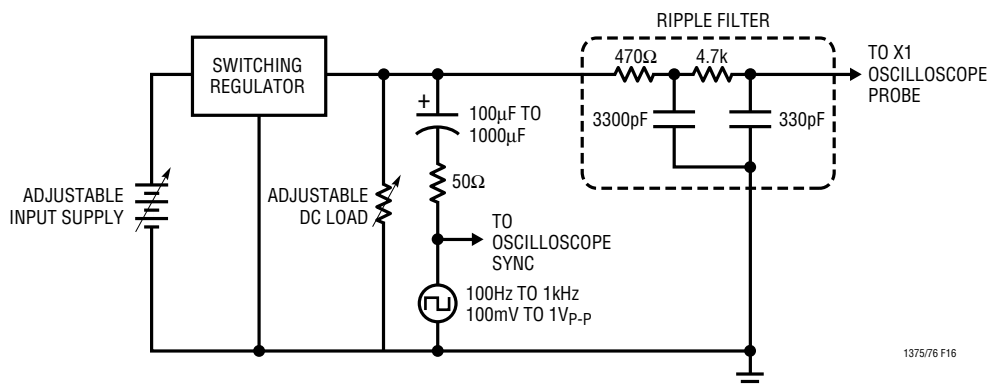 RIPPLE FILTER
SWITCHING
REGULATOR
470Ω
4.7k
TO X1
OSCILLOSCOPE
PROBE
+
100µF TO
1000µF
3300pF
330pF
ADJUSTABLE
INPUT SUPPLY
ADJUSTABLE
DC LOAD
50Ω
TO
OSCILLOSCOPE
SYNC
100Hz TO 1kHz
100mV TO 1VP-P
1375/76 F16